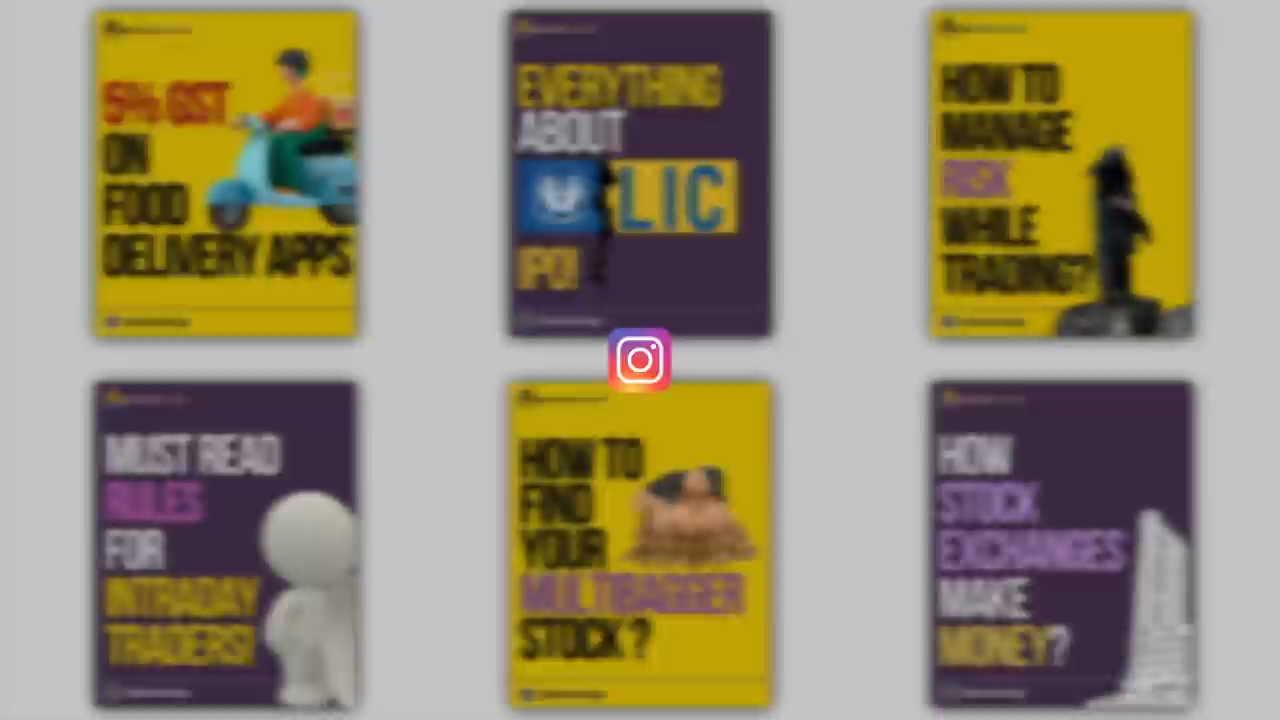 5% GST
ON
FOOD
DELIVERY APPS
EVERYTHING
ABOUT
LIC
IPO!
HOW TO
MANAGE
RISK
WHILE
TRADING?
MUST READ
RULES
FOR
INTRADAY
TRADERS!
HOW TO
FIND
YOUR
MULTIBAGGER
STOCK ?
HOW
STOCK
EXCHANGES
MAKE
MONEY?